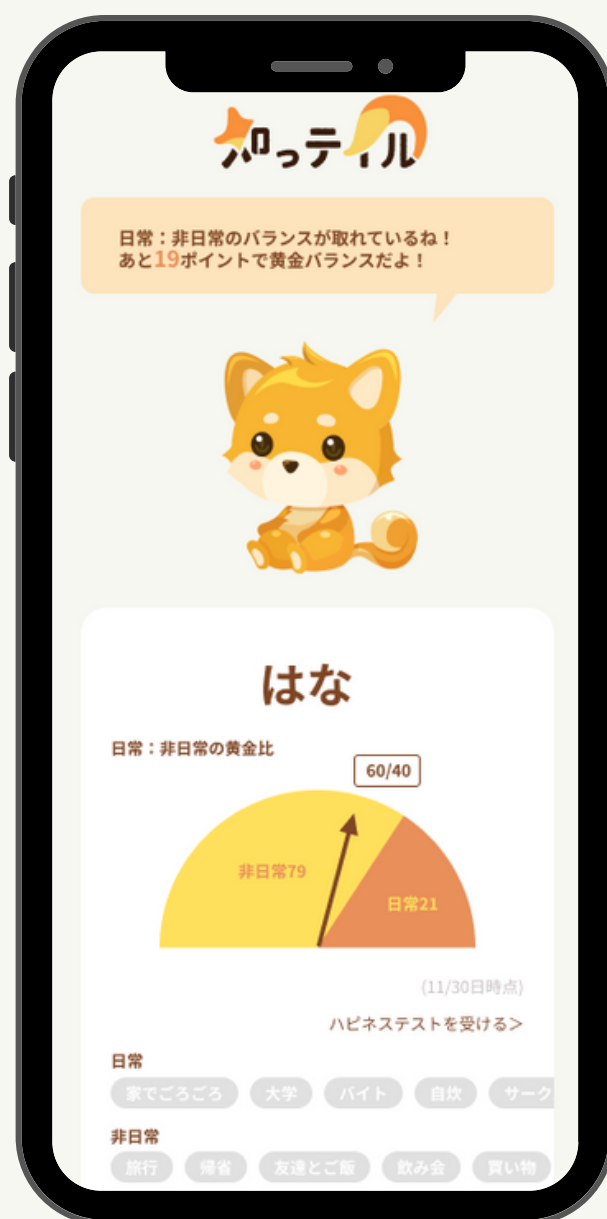 知っテイル
日常：非日常のバランスが取れているね！
あと19ポイントで黄金バランスだよ！
はな
日常：非日常の黄金比
60/40
非日常79
日常21
(11/30日時点)
ハピネステストを受ける＞
日常
家でごろごろ 大学 バイト 自炊 サーク
非日常
旅行 帰省 友達とご飯 飲み会 買い物